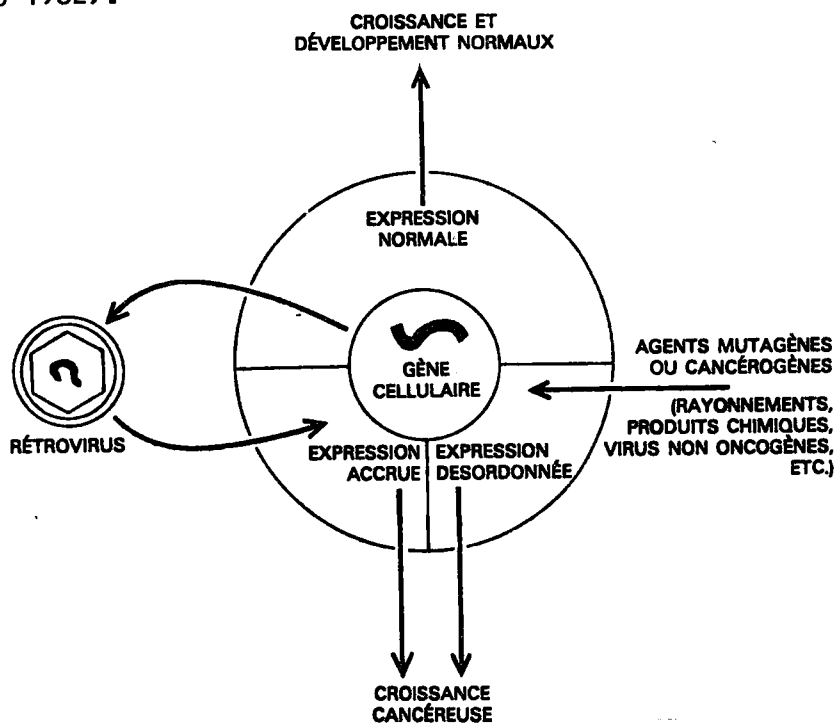 CROISSANCE ET
DÉVELOPPEMENT NORMAUX
EXPRESSION
NORMALE
GÈNE
CELLULAIRE
AGENTS MUTAGÈNES
OU CANCÉROGÈNES
(RAYONNEMENTS,
PRODUITS CHIMIQUES,
VIRUS NON ONCOGÈNES,
ETC.)
RÉTROVIRUS
EXPRESSION
ACCRUE
EXPRESSION
DESORDONNÉE
CROISSANCE
CANCÉREUSE